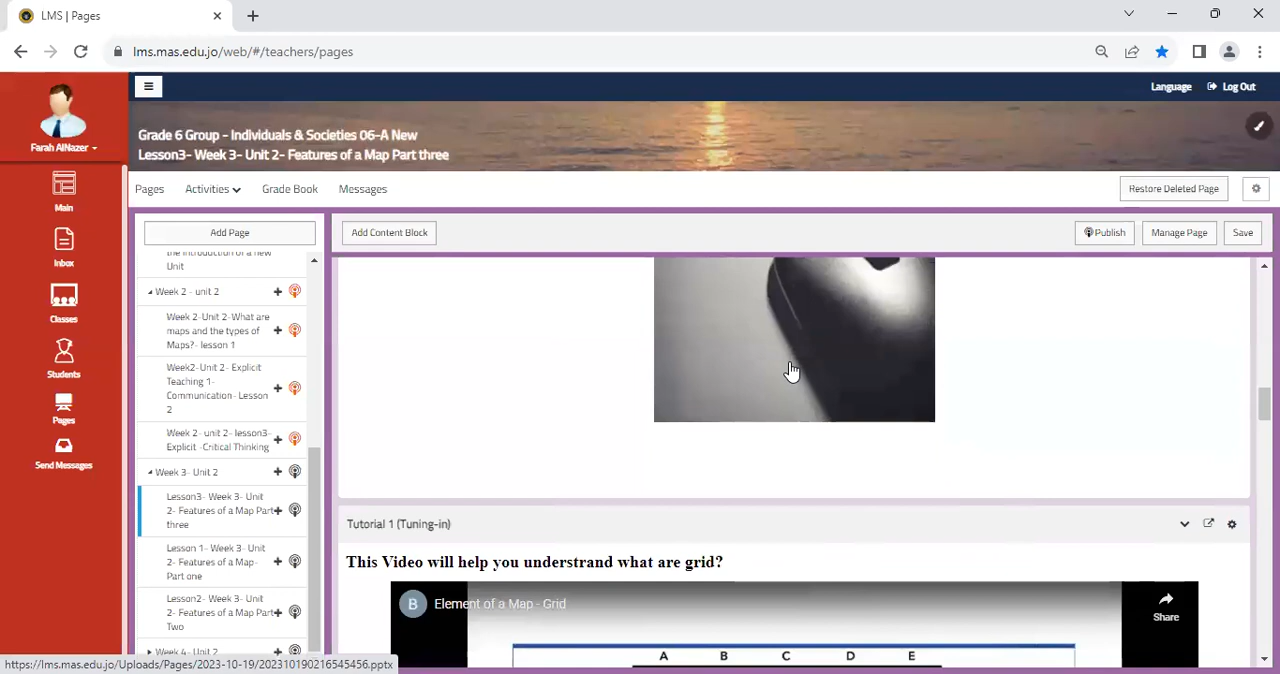 LMS | Pages
lms.mas.edu.jo/web/#/teachers/pages
Language
Log Out
Farah AlNazer
Grade 6 Group - Individuals & Societies 06-A New
Lesson3- Week 3- Unit 2- Features of a Map Part three
Pages
Activities
Grade Book
Messages
Restore Deleted Page
Main
Inbox
Classes
Students
Pages
Send Messages
Add Page
Add Content Block
Publish
Manage Page
Save
the introduction of a new
Unit
Week 2 - unit 2
Week 2-Unit 2-What are
maps and the types of
Maps?- lesson 1
Week2-Unit 2- Explicit
Teaching 1-
Communication- Lesson
2
Week 2- unit 2- lesson3-
Explicit -Critical Thinking
Week 3- Unit 2
Lesson3- Week 3- Unit
2- Features of a Map Part
three
Lesson 1- Week 3- Unit
2- Features of a Map-
Part one
Lesson2- Week 3- Unit
2- Features of a Map Part
Two
Week 4- Unit 2
Tutorial 1 (Tuning-in)
This Video will help you understrand what are grid?
B
Element of a Map - Grid
Share
A B C D E
https://lms.mas.edu.jo/Uploads/Pages/2023-10-19/202310190216545456.pptx